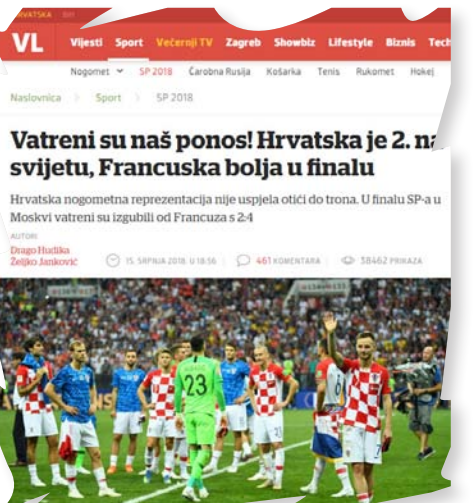 HRVATSKA BIH
VL Vijesti Sport Večernji TV Zagreb Showbiz Lifestyle Biznis Tech
Nogomet SP 2018 Čarobna Rusija Košarka Tenis Rukomet Hokej
Naslovnica Sport SP 2018
Vatreni su naš ponos! Hrvatska je 2. na
svijetu, Francuska bolja u finalu
Hrvatska nogometna reprezentacija nije uspjela otići do trona. U finalu SP-a u
Moskvi vatreni su izgubili od Francuza s 2:4
AUTORI
Drago Hudika
Željko Janković
15. SRPNJA 2018. U 18:56 461 KOMENTARA 38462 PRIKAZA
23